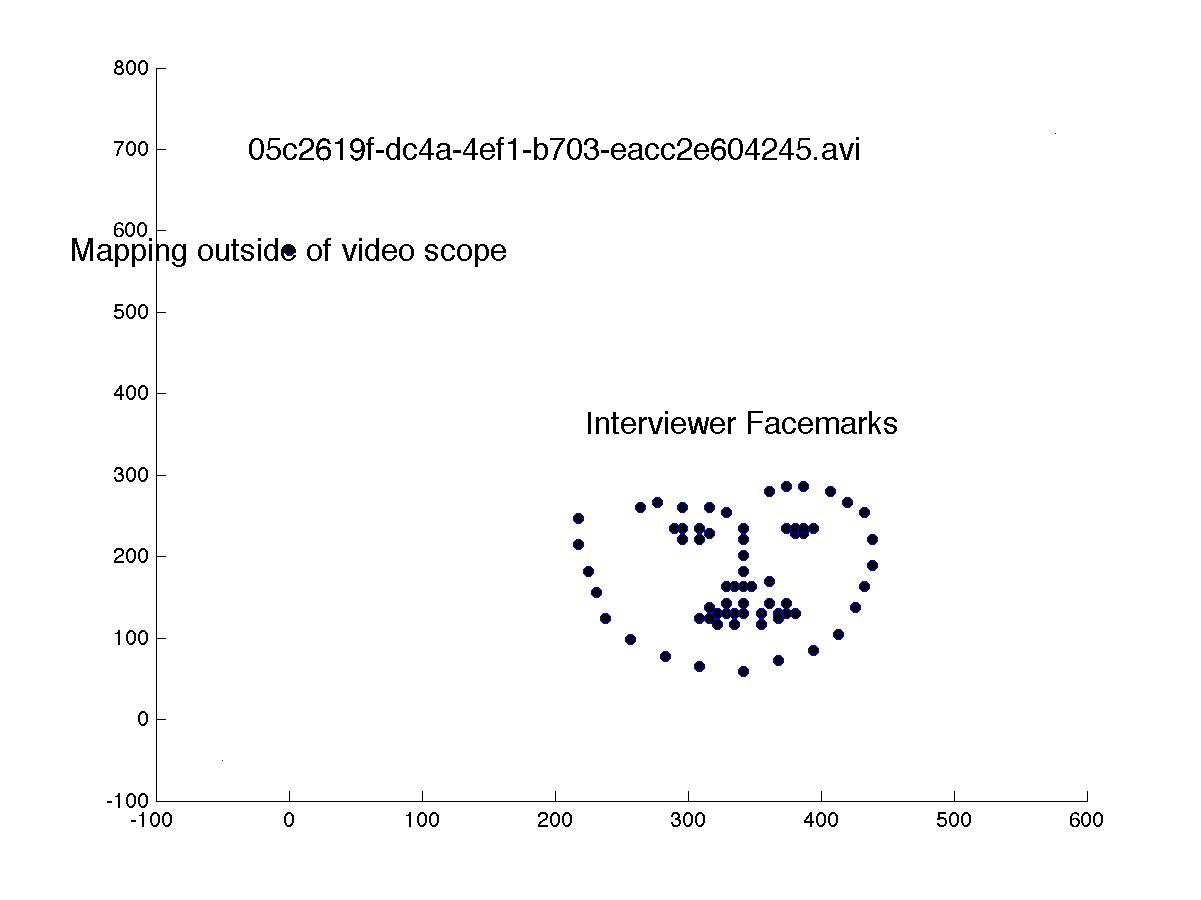 800
05c2619f-dc4a-4ef1-b703-eacc2e604245.avi
700
600
Mapping outside of video scope
500
400
Interviewer Facemarks
300
200
100
0
-100
-100 0 100 200 300 400 500 600